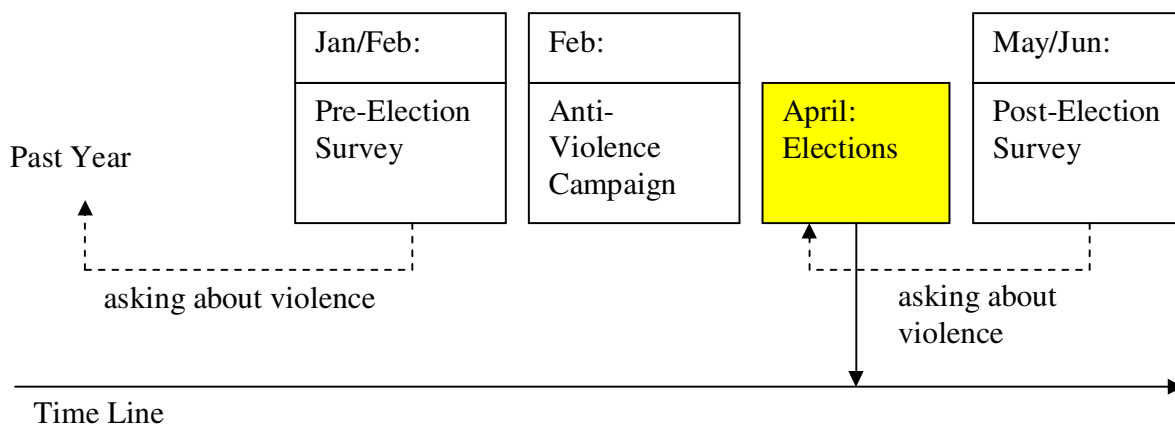 Jan/Feb:
Pre-Election
Survey
Feb:
Anti-
Violence
Campaign
April:
Elections
May/Jun:
Post-Election
Survey
Past Year
asking about violence
asking about
violence
Time Line